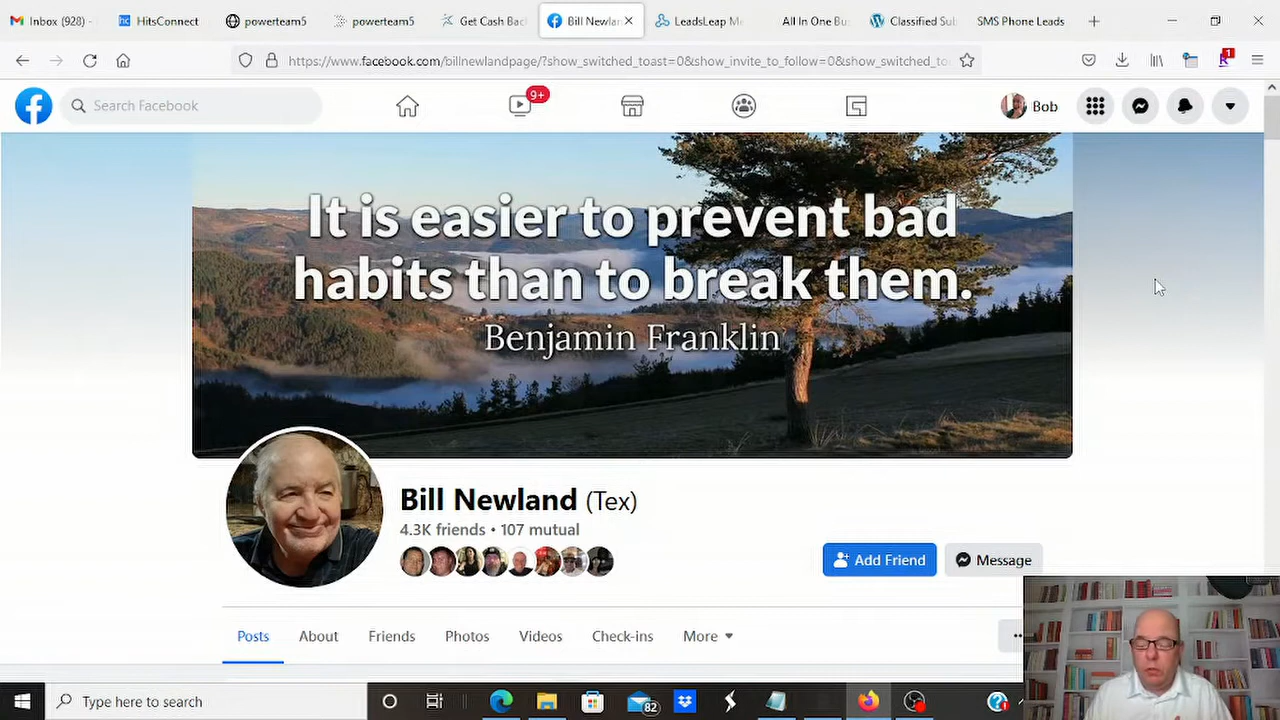 Inbox (928) -
HitsConnect
powerteam5
powerteam5
Get Cash Bac
Bill Newlan
LeadsLeap Me
All In One Bu
Classified Sub
SMS Phone Leads
https://www.facebook.com/billnewlandpage/?show_switched_toast=0&show_invite_to_follow=0&show_switched_to
1
Search Facebook
9+
Bob
It is easier to prevent bad
habits than to break them.
Benjamin Franklin
Bill Newland (Tex)
4.3K friends • 107 mutual
Add Friend
Message
Posts
About
Friends
Photos
Videos
Check-ins
More
Type here to search
82